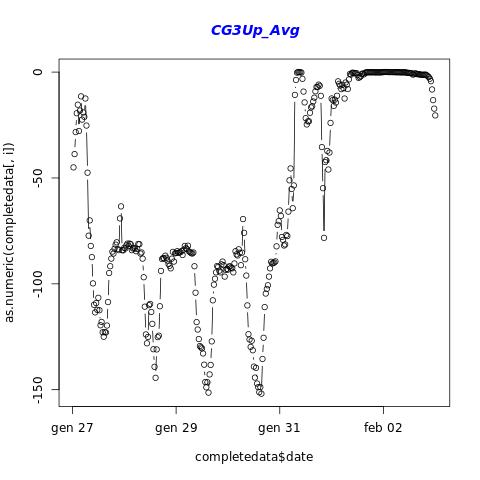 CG3Up_Avg
as.numeric(completedata[, i])
0
-50
-100
-150
gen 27
gen 29
gen 31
feb 02
completedata$date